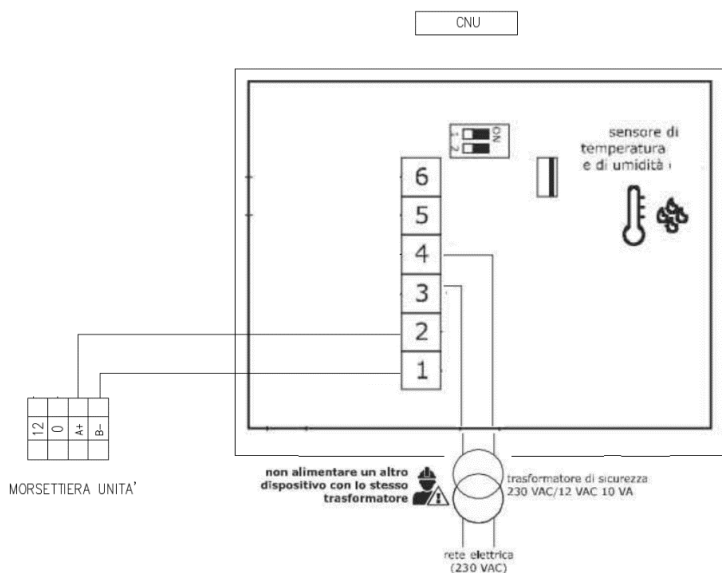 CNU
ON
1 2
sensore di
temperatura
e di umidità
6
5
4
3
2
1
12
0
A+
B-
MORSETTIERA UNITA'
non alimentare un altro
dispositivo con lo stesso
trasformatore
trasformatore di sicurezza
230 VAC/12 VAC 10 VA
rete elettrica
(230 VAC)